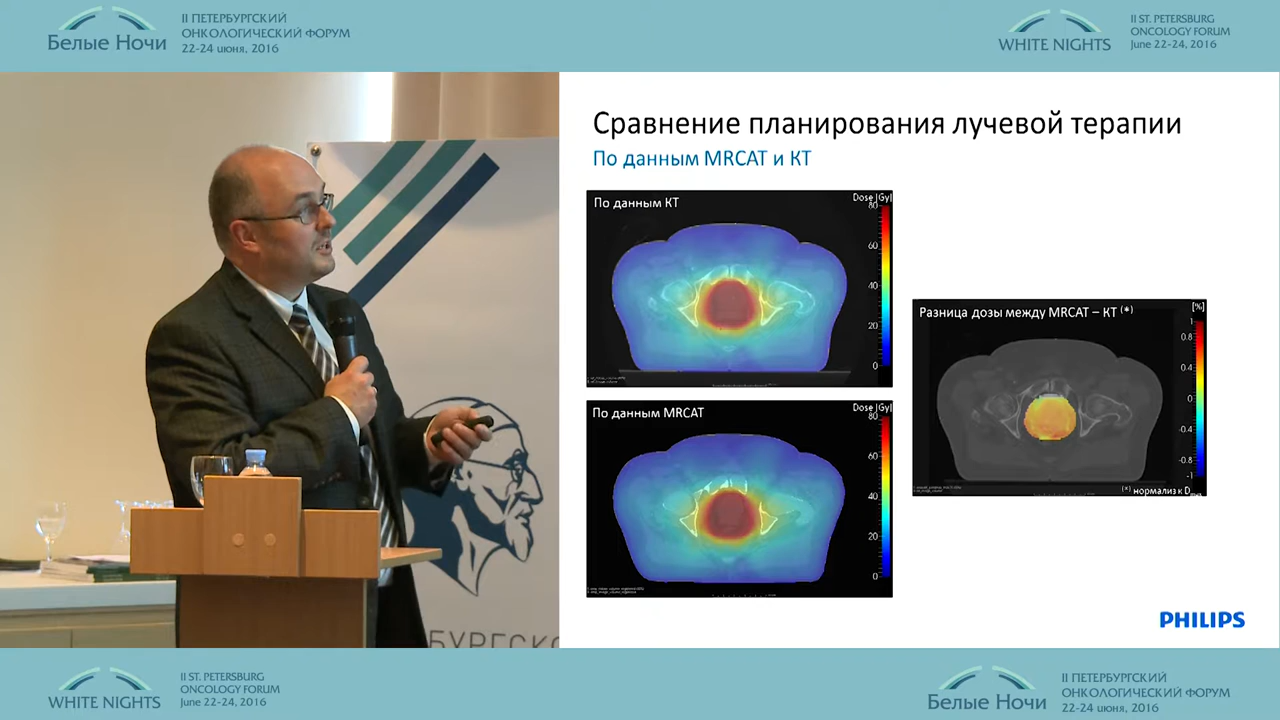 Белые Ночи
II ПЕТЕРБУРГСКИЙ
ОНКОЛОГИЧЕСКИЙ ФОРУМ
22-24 июня, 2016
WHITE NIGHTS
II ST. PETERSBURG
ONCOLOGY FORUM
June 22-24, 2016
Сравнение планирования лучевой терапии
По данным MRCAT и КТ
По данным КТ
Dose [Gy]
80
60
40
20
0
По данным MRCAT
Dose [Gy]
80
60
40
20
0
Разница дозы между MRCAT – КТ (*)
[%]
1
0.8
0.4
0
-0.4
-0.8
-1
(*) нормализ к D
PHILIPS
БУРГСКО
WHITE NIGHTS
II ST. PETERSBURG
ONCOLOGY FORUM
June 22-24, 2016
Белые Ночи
II ПЕТЕРБУРГСКИЙ
ОНКОЛОГИЧЕСКИЙ ФОРУМ
22-24 июня, 2016